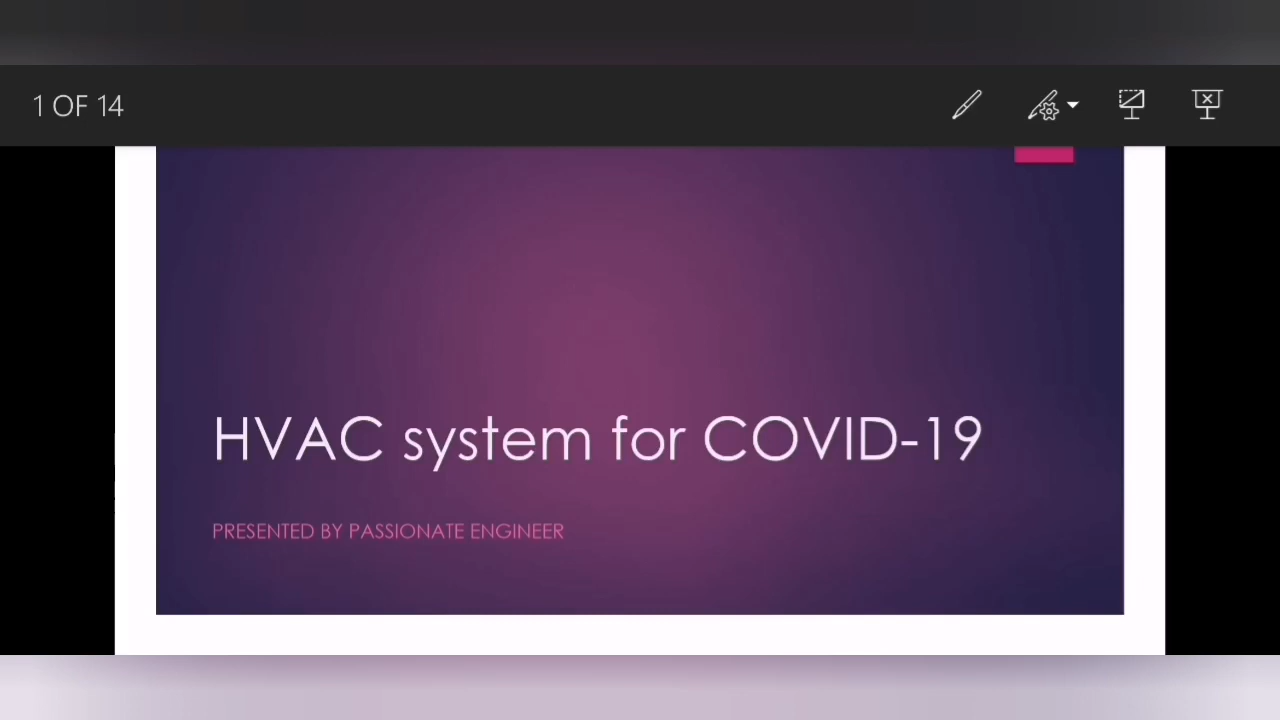 1 OF 14
HVAC system for COVID-19
PRESENTED BY PASSIONATE ENGINEER